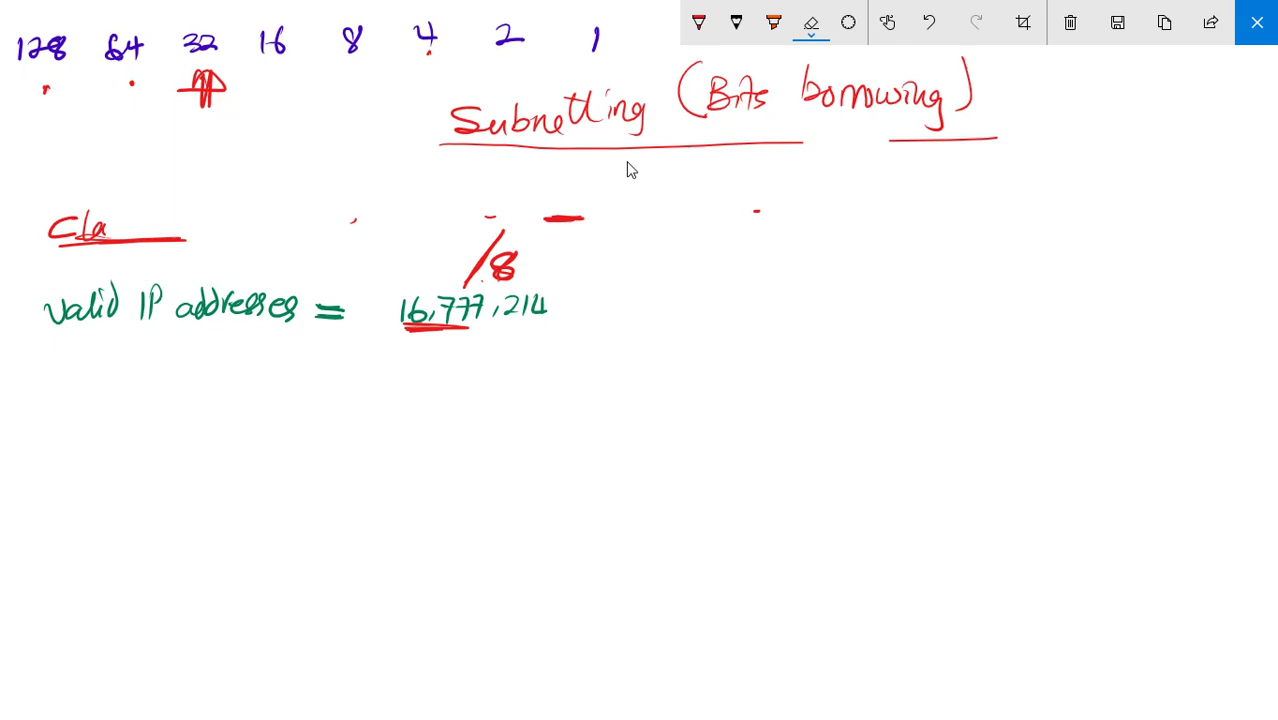 128 64 32 16 8 4 2 1
Subnetting (Bits borrowing)
Cla
/8
Valid IP addresses = 16,777,214